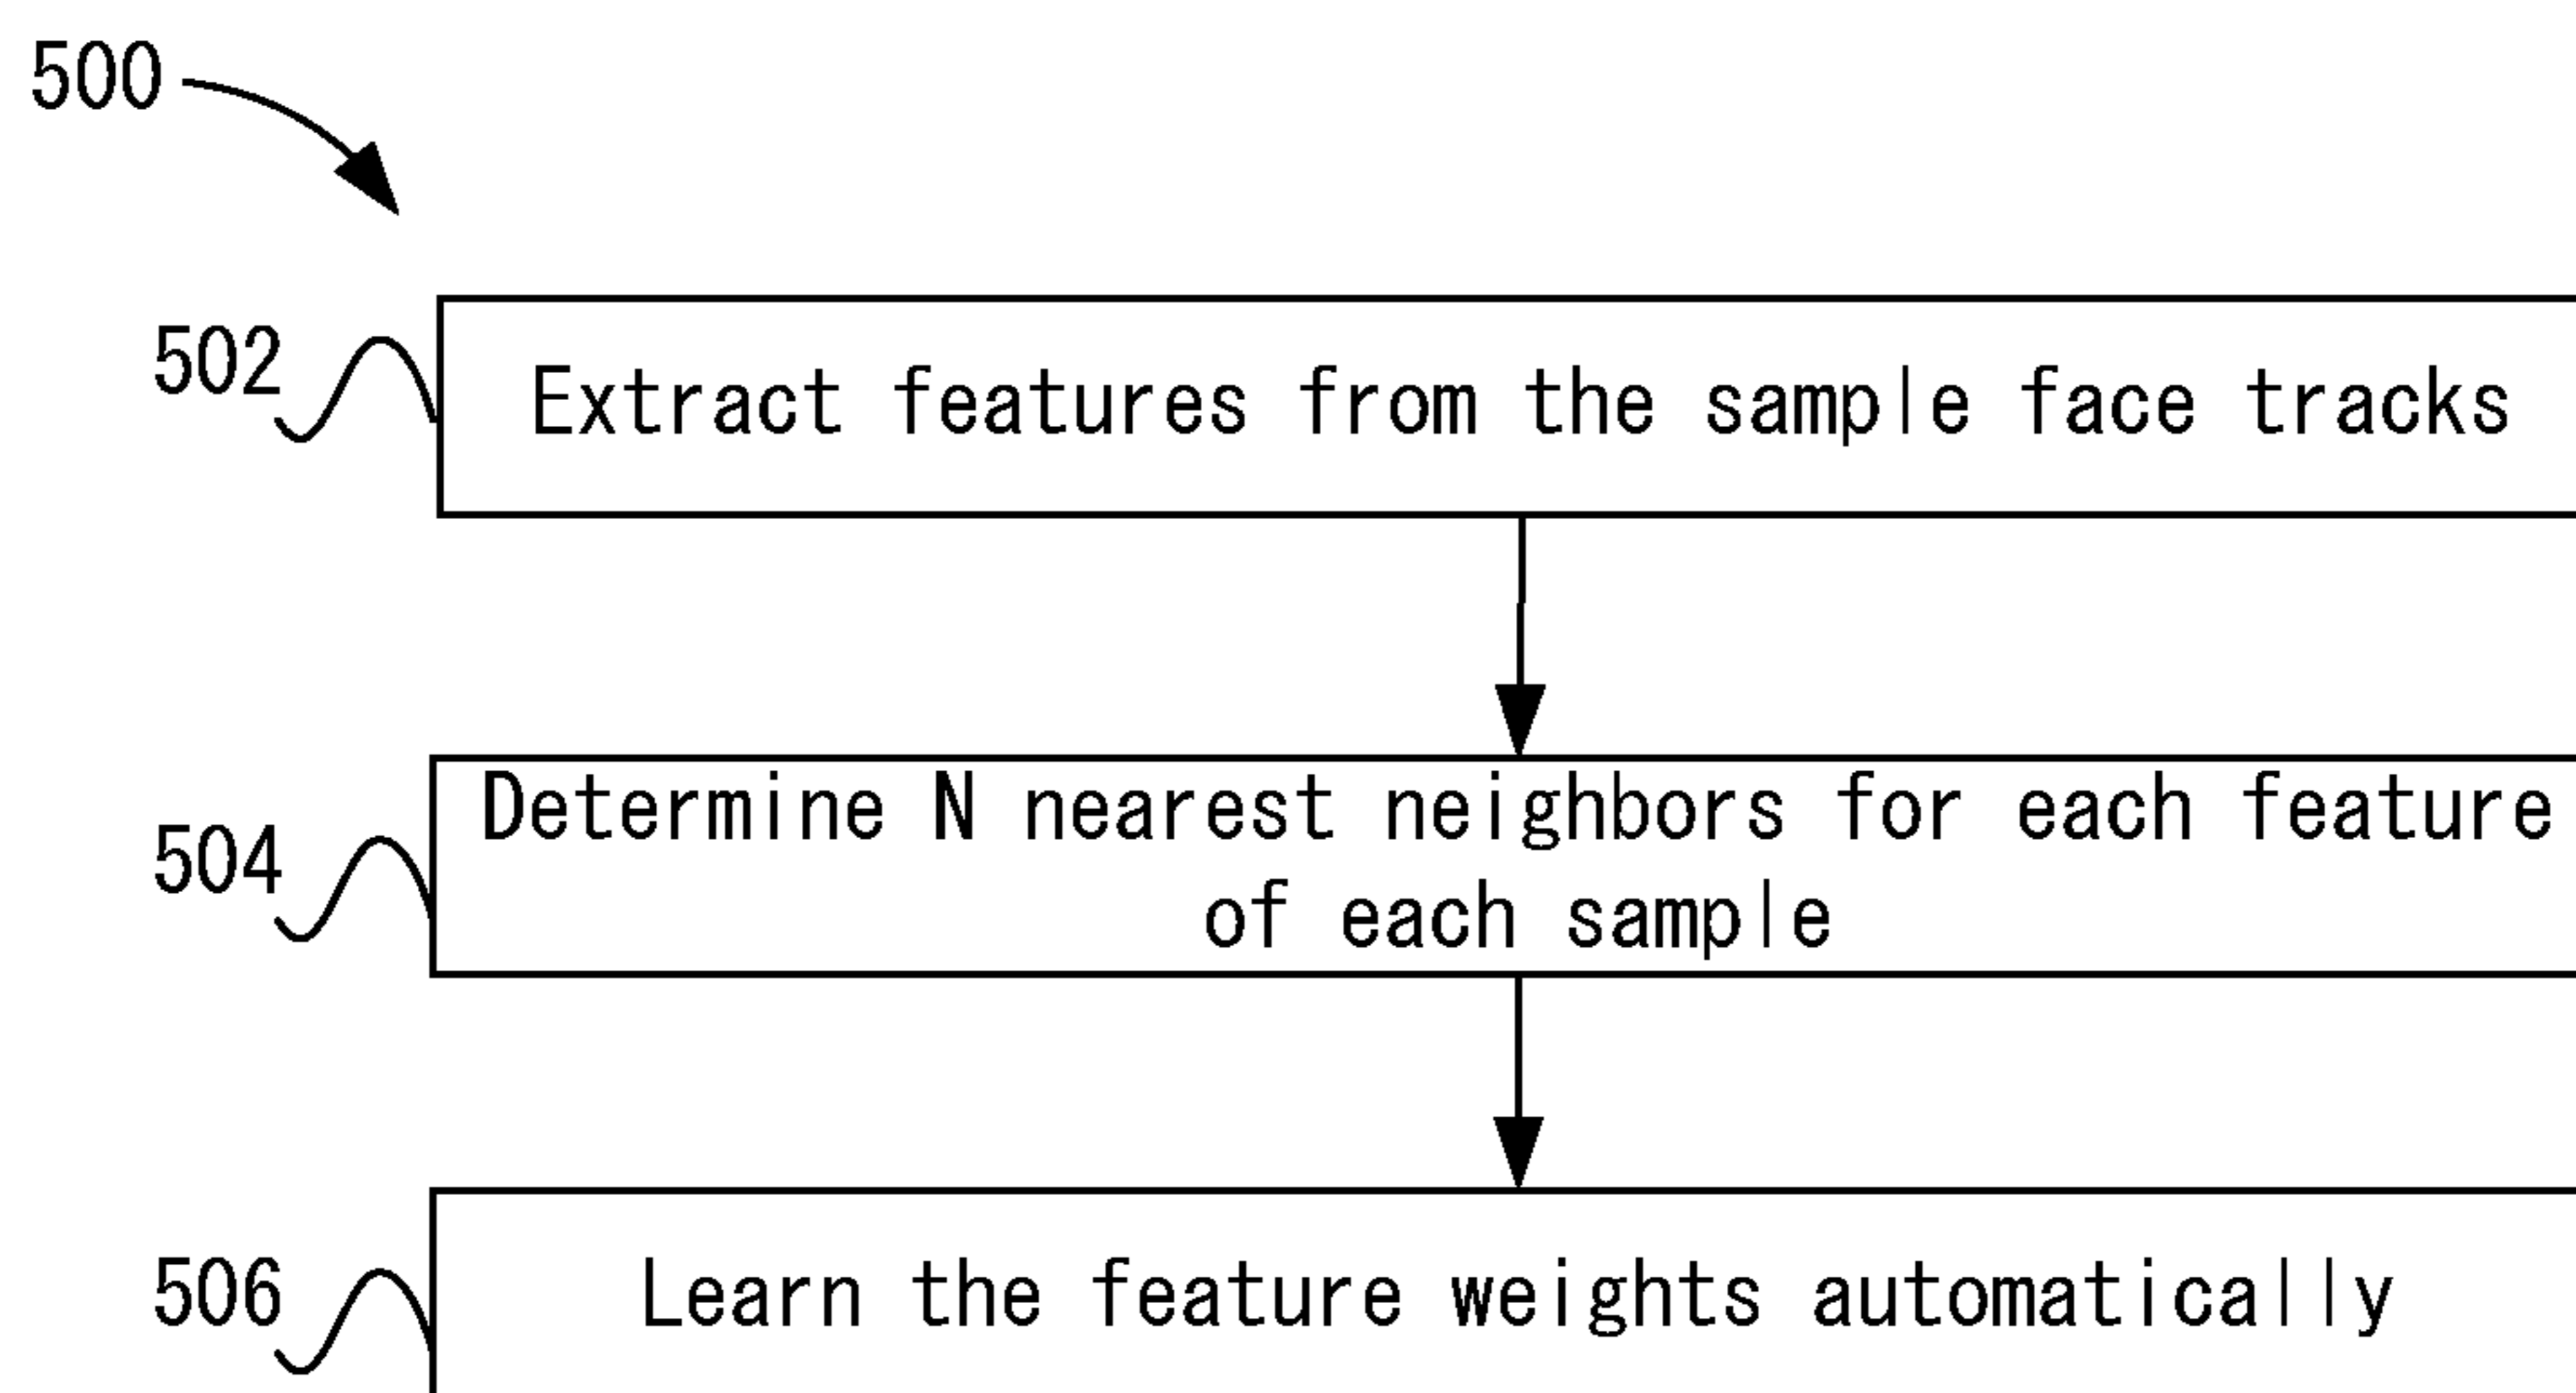 500
502
Extract features from the sample face tracks
504
Determine N nearest neighbors for each feature
of each sample
506
Learn the feature weights automatically